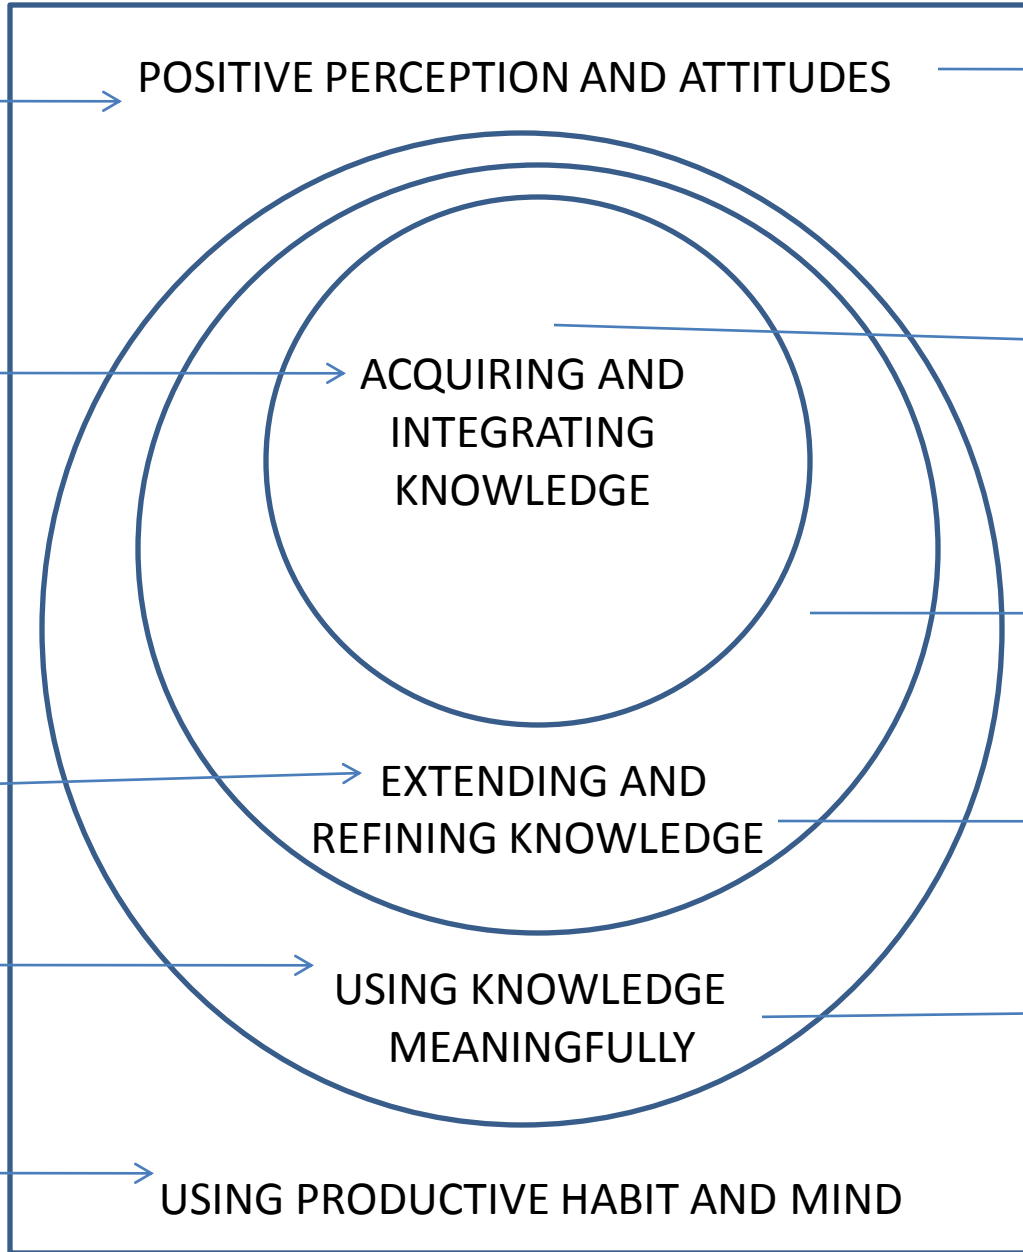 POSITIVE PERCEPTION AND ATTITUDES
ACQUIRING AND
INTEGRATING
KNOWLEDGE
EXTENDING AND
REFINING KNOWLEDGE
USING KNOWLEDGE
MEANINGFULLY
USING PRODUCTIVE HABIT AND MIND